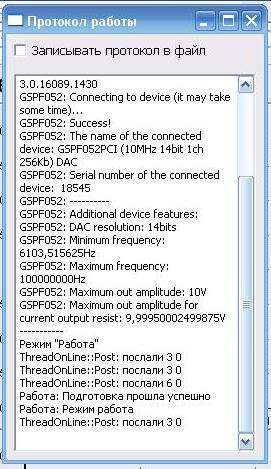 Протокол работы
Записывать протокол в файл
3.0.16089.1430
GSPF052: Connecting to device (it may take
some time)...
GSPF052: Success!
GSPF052: The name of the connected
device: GSPF052PCI (10MHz 14bit 1ch
256Kb) DAC
GSPF052: Serial number of the connected
device:  18545
GSPF052: ----------
GSPF052: Additional device features:
GSPF052: DAC resolution: 14bits
GSPF052: Minimum frequency:
6103,515625Hz
GSPF052: Maximum frequency:
100000000Hz
GSPF052: Maximum out amplitude: 10V
GSPF052: Maximum out amplitude for
current output resist: 9,99950002499875V
-----------
Режим "Работа"
ThreadOnLine::Post: послали 3 0
ThreadOnLine::Post: послали 3 0
ThreadOnLine::Post: послали 6 0
Работа: Подготовка прошла успешно
Работа: Режим работа
ThreadOnLine::Post: послали 3 0